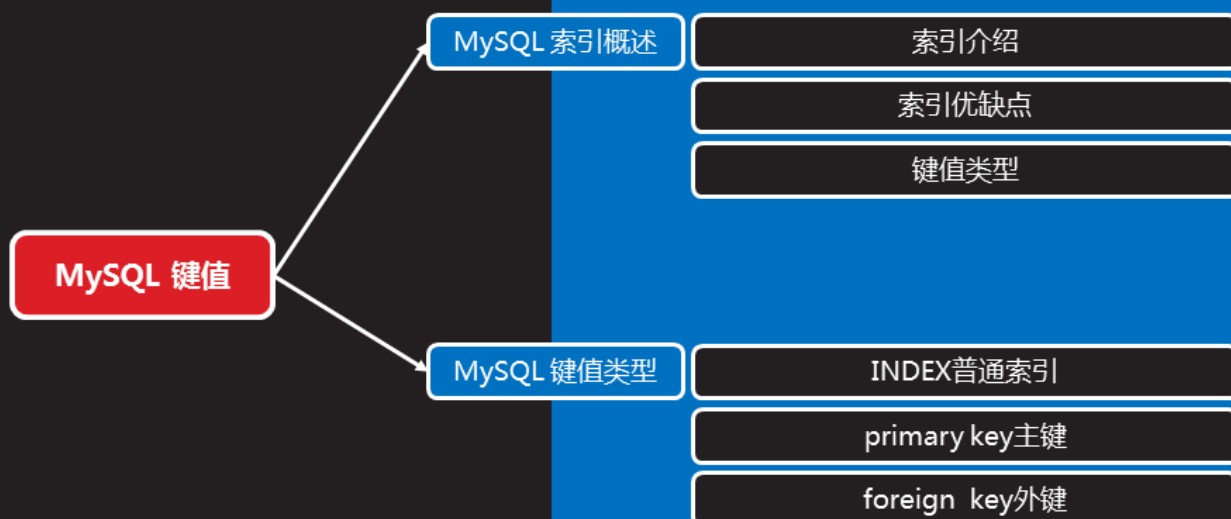 MySQL 索引概述
索引介绍
索引优缺点
键值类型
MySQL 键值
MySQL 键值类型
INDEX普通索引
primary key主键
foreign key外键